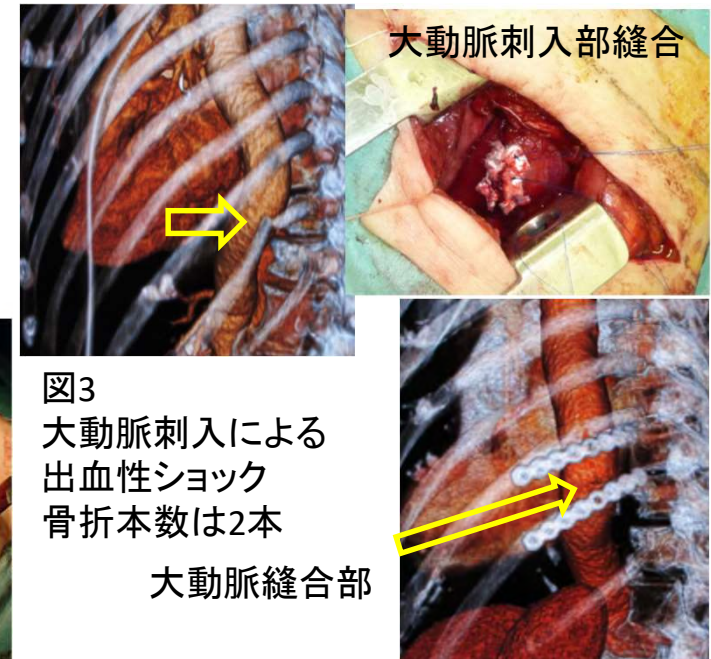 大動脈刺入部縫合
図3
大動脈刺入による
出血性ショック
骨折本数は2本
大動脈縫合部